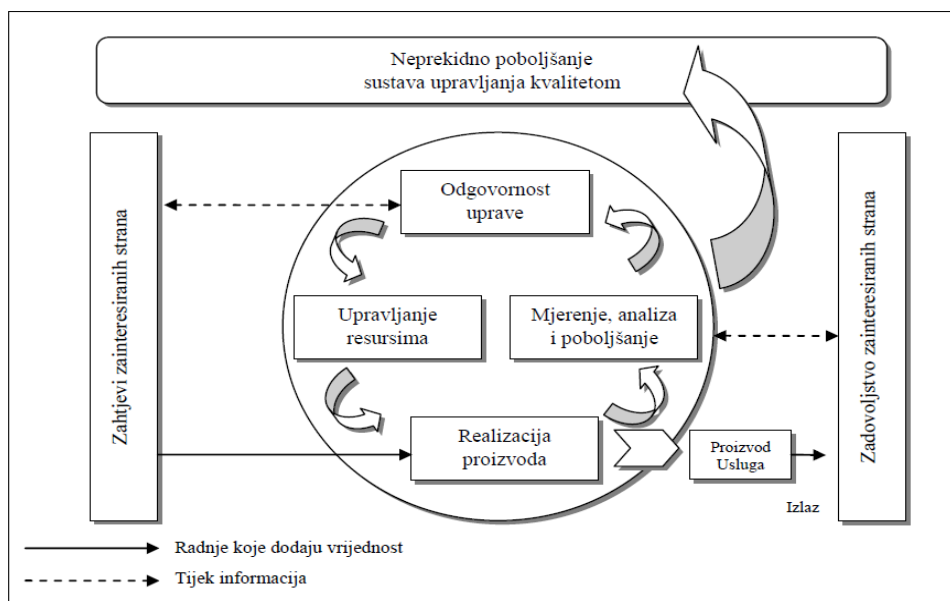 Neprekidno poboljšanje
sustava upravljanja kvalitetom
Zahtjevi zainteresiranih strana
Odgovornost
uprave
Upravljanje
resursima
Mjerenje, analiza
i poboljšanje
Realizacija
proizvoda
Proizvod
Usluga
Izlaz
Zadovoljstvo zainteresiranih strana
Radnje koje dodaju vrijednost
Tijek informacija